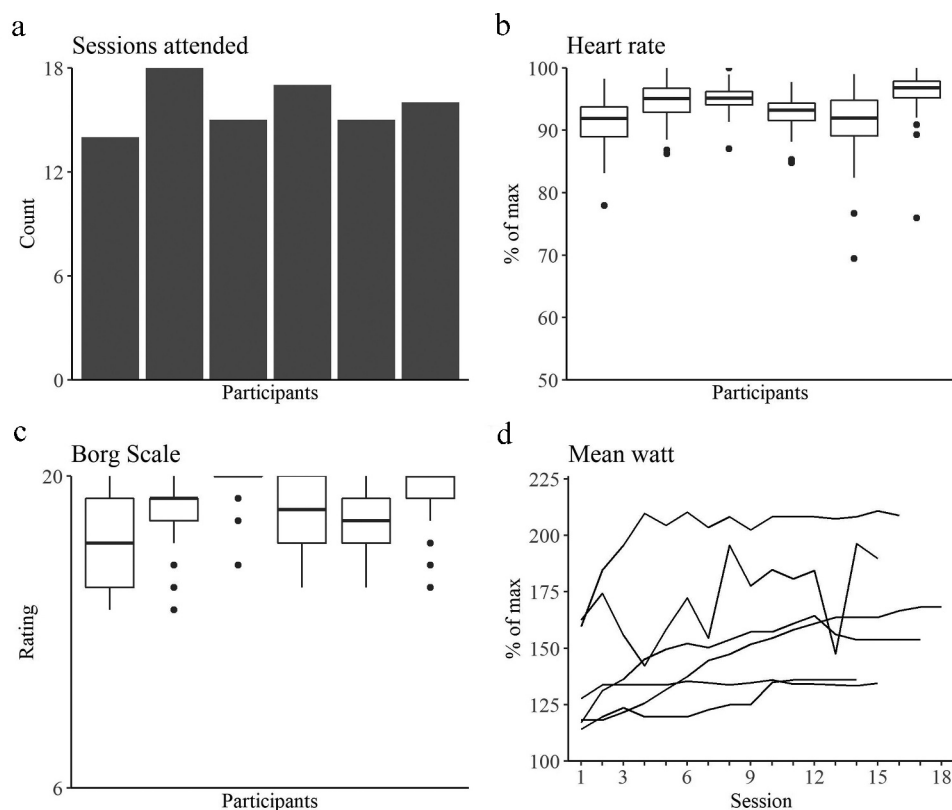 a
Sessions attended
18
12
6
0
Count
Participants
b
Heart rate
100
90
80
70
60
50
% of max
Participants
c
Borg Scale
20
6
Rating
Participants
d
Mean watt
225
200
175
150
125
100
% of max
1 3 6 9 12 15 18
Session